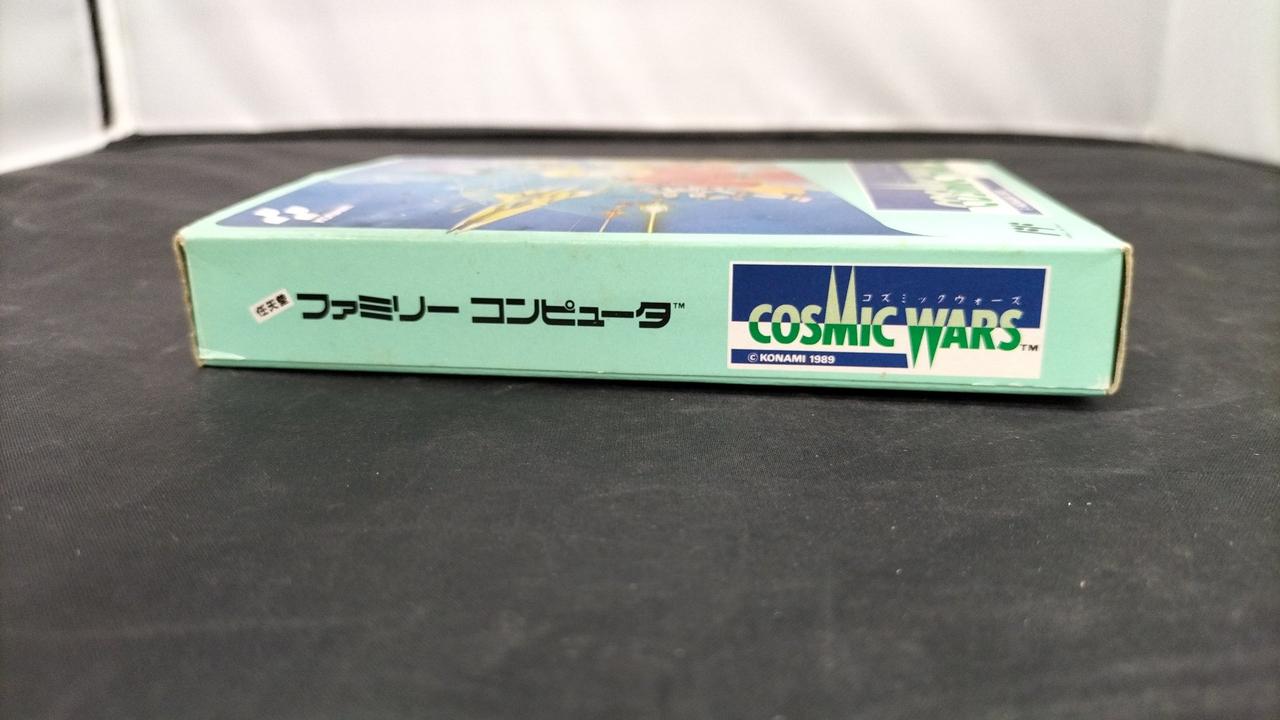 任天堂 ファミリー コンピュータ™
コズミックウォーズ
COSMIC WARS™
© KONAMI 1989